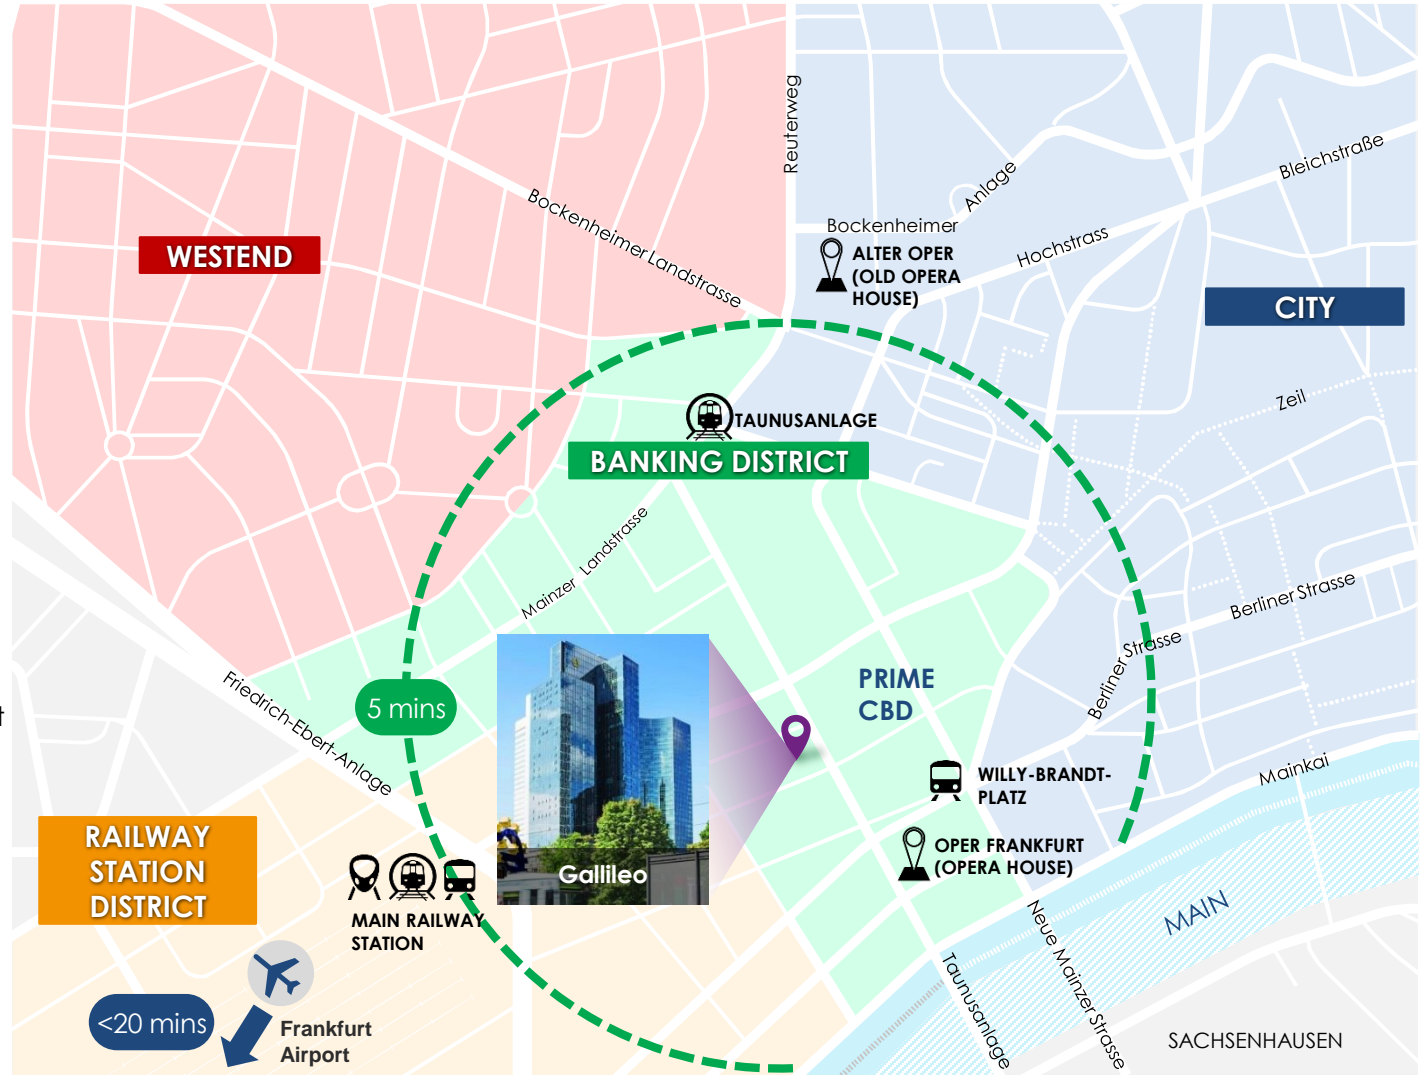 Reuterweg
Bleichstraße
Anlage
Bockenheimer Landstrasse
Bockenheimer
Hochstrass
WESTEND
ALTER OPER
(OLD OPERA
HOUSE)
CITY
Zeil
TAUNUSANLAGE
BANKING DISTRICT
Mainzer Landstrasse
Berliner Strasse
Berliner Strasse
PRIME
CBD
Friedrich-Ebert-Anlage
5 mins
t
Mainkai
WILLY-BRANDT-
PLATZ
RAILWAY
STATION
DISTRICT
OPER FRANKFURT
(OPERA HOUSE)
Gallileo
MAIN RAILWAY
STATION
MAIN
Neue Mainzer Strasse
Taunusanlage
<20 mins
Frankfurt
Airport
SACHSENHAUSEN